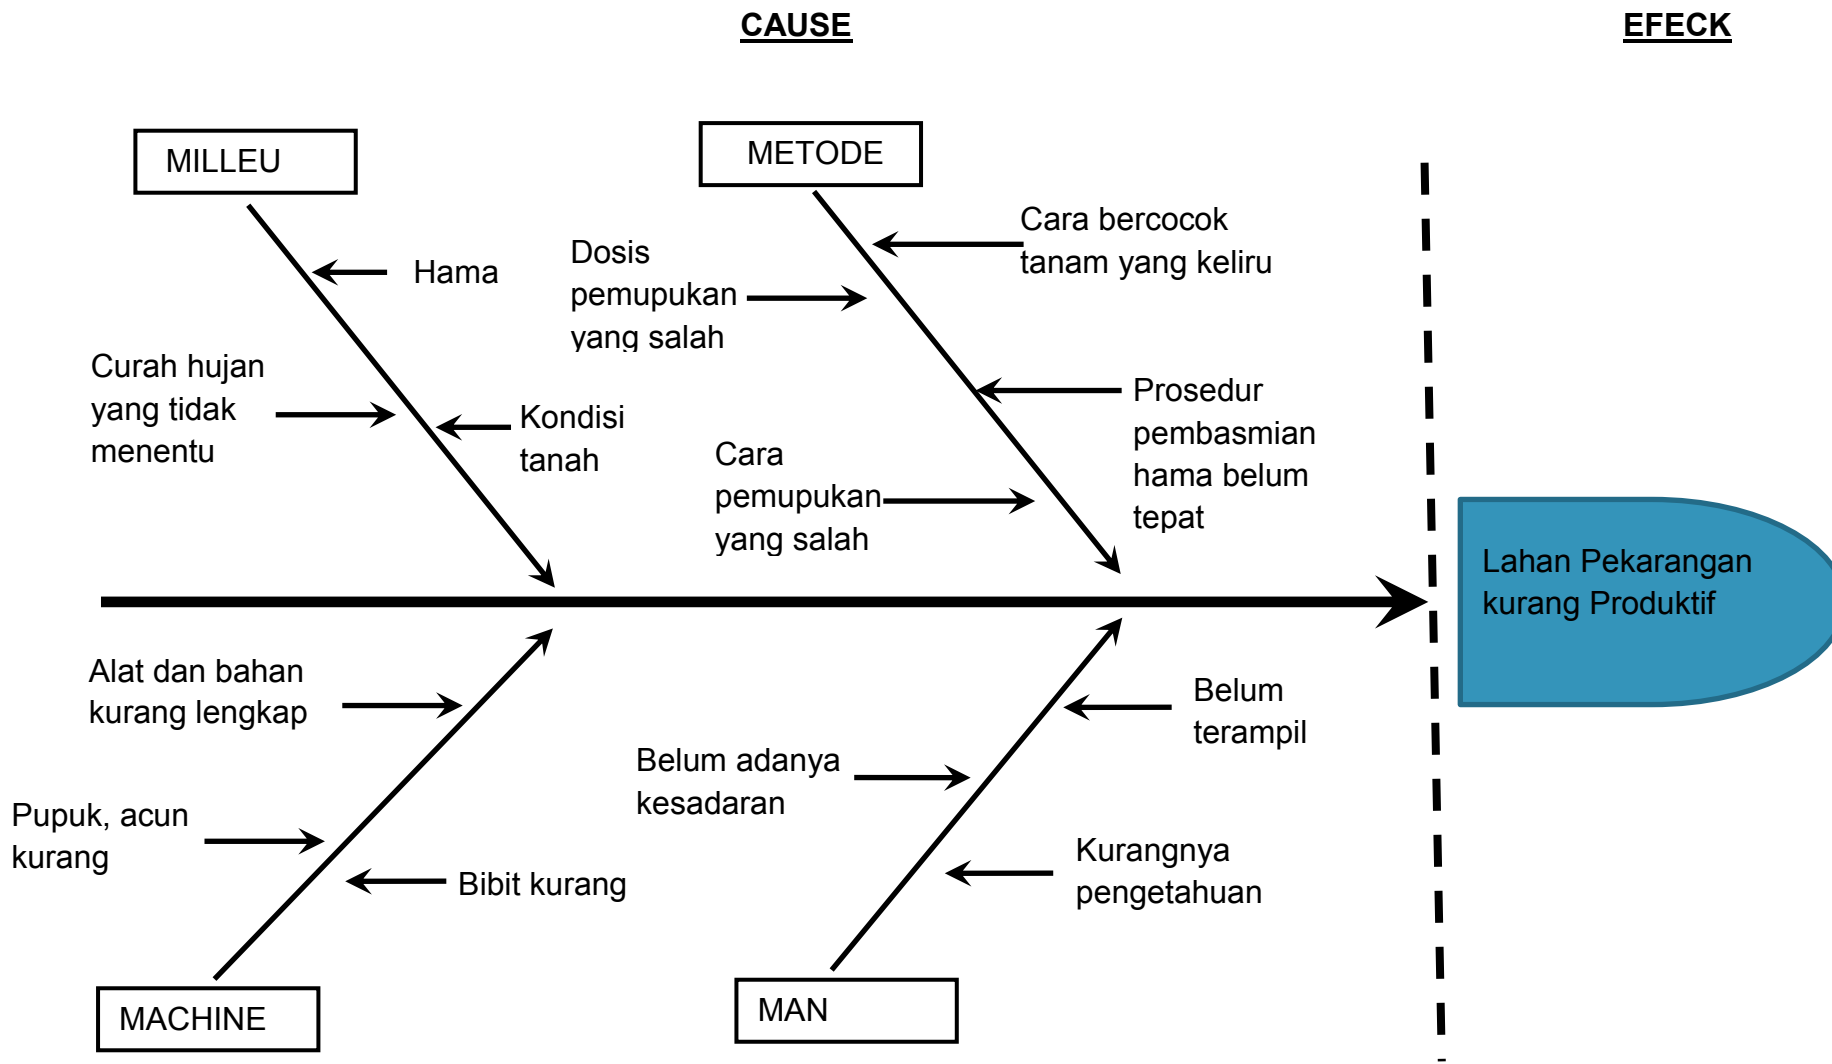 CAUSE
EFECK
MILLEU
METODE
Hama
Curah hujan
yang tidak
menentu
Kondisi
tanah
Dosis
pemupukan
yang salah
Cara bercocok
tanam yang keliru
Cara
pemupukan
yang salah
Prosedur
pembasmian
hama belum
tepat
Lahan Pekarangan
kurang Produktif
Alat dan bahan
kurang lengkap
Pupuk, acun
kurang
Bibit kurang
Belum adanya
kesadaran
Belum
terampil
Kurangnya
pengetahuan
MACHINE
MAN